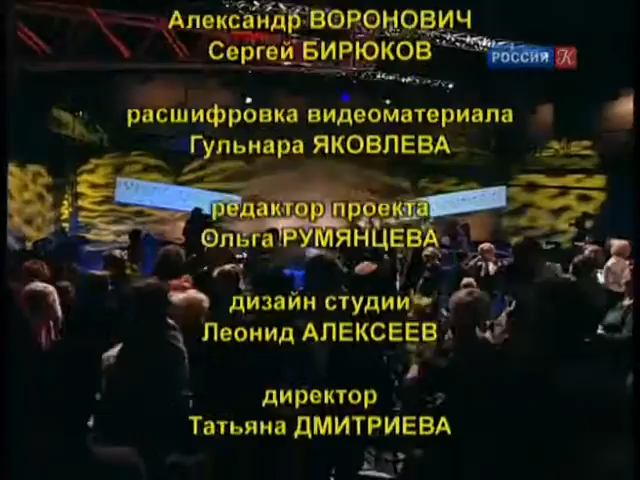 Александр ВОРОНОВИЧ
Сергей БИРЮКОВ
РОССИЯ К
расшифровка видеоматериала
Гульнара ЯКОВЛЕВА
редактор проекта
Ольга РУМЯНЦЕВА
дизайн студии
Леонид АЛЕКСЕЕВ
директор
Татьяна ДМИТРИЕВА